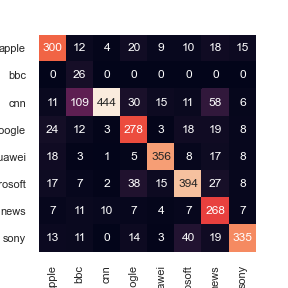 apple 300 12 4 20 9 10 18 15
bbc 0 26 0 0 0 0 0 0
cnn 11 109 444 30 15 11 58 6
ogle 24 12 3 278 3 18 19 8
uawei 18 3 1 5 356 8 17 8
rosoft 17 7 2 38 15 394 27 8
news 7 11 10 7 4 7 268 7
sony 13 11 0 14 3 40 19 335
pple bbc cnn ogle awei soft news sony